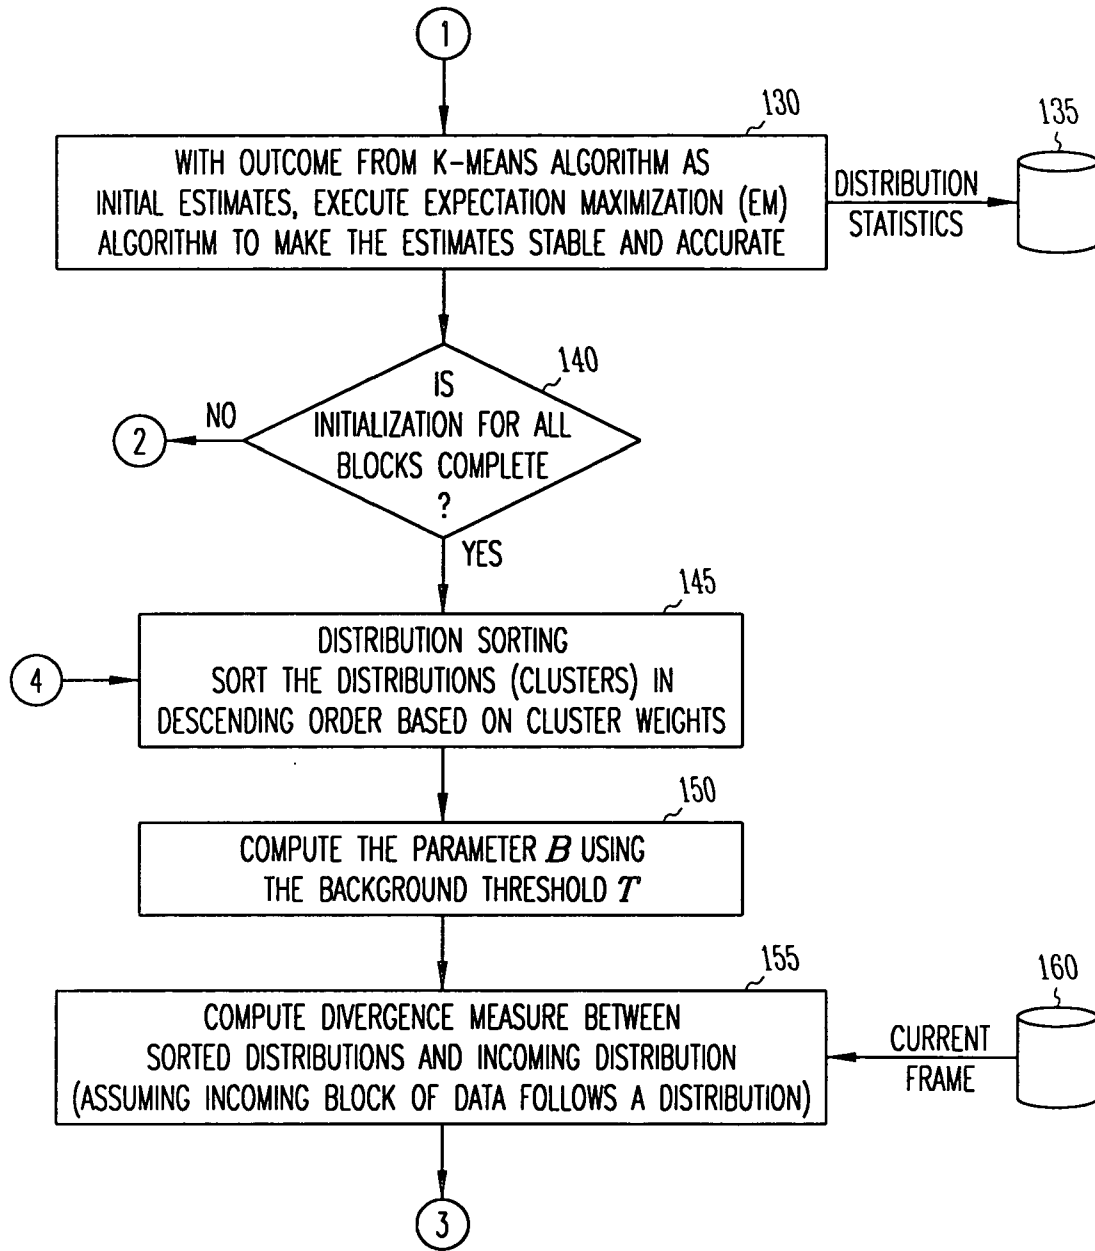 1
130
135
WITH OUTCOME FROM K-MEANS ALGORITHM AS
INITIAL ESTIMATES, EXECUTE EXPECTATION MAXIMIZATION (EM)
ALGORITHM TO MAKE THE ESTIMATES STABLE AND ACCURATE
DISTRIBUTION
STATISTICS
140
IS
INITIALIZATION FOR ALL
BLOCKS COMPLETE
?
NO
2
YES
145
4
DISTRIBUTION SORTING
SORT THE DISTRIBUTIONS (CLUSTERS) IN
DESCENDING ORDER BASED ON CLUSTER WEIGHTS
150
COMPUTE THE PARAMETER B USING
THE BACKGROUND THRESHOLD T
155
160
COMPUTE DIVERGENCE MEASURE BETWEEN
SORTED DISTRIBUTIONS AND INCOMING DISTRIBUTION
(ASSUMING INCOMING BLOCK OF DATA FOLLOWS A DISTRIBUTION)
CURRENT
FRAME
3